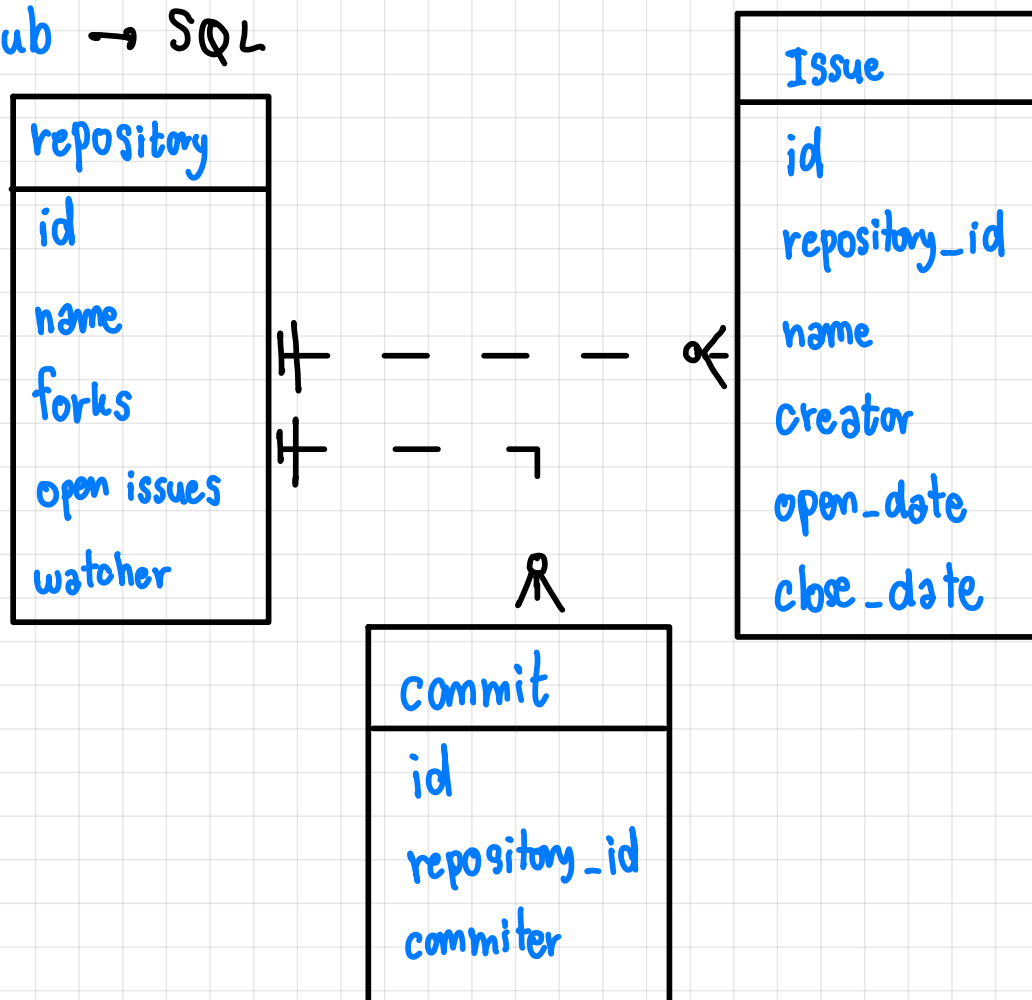 ub → SQL
repository
id
name
forks
open issues
watcher
Issue
id
repository_id
name
creator
open_date
close_date
commit
id
repository_id
commiter